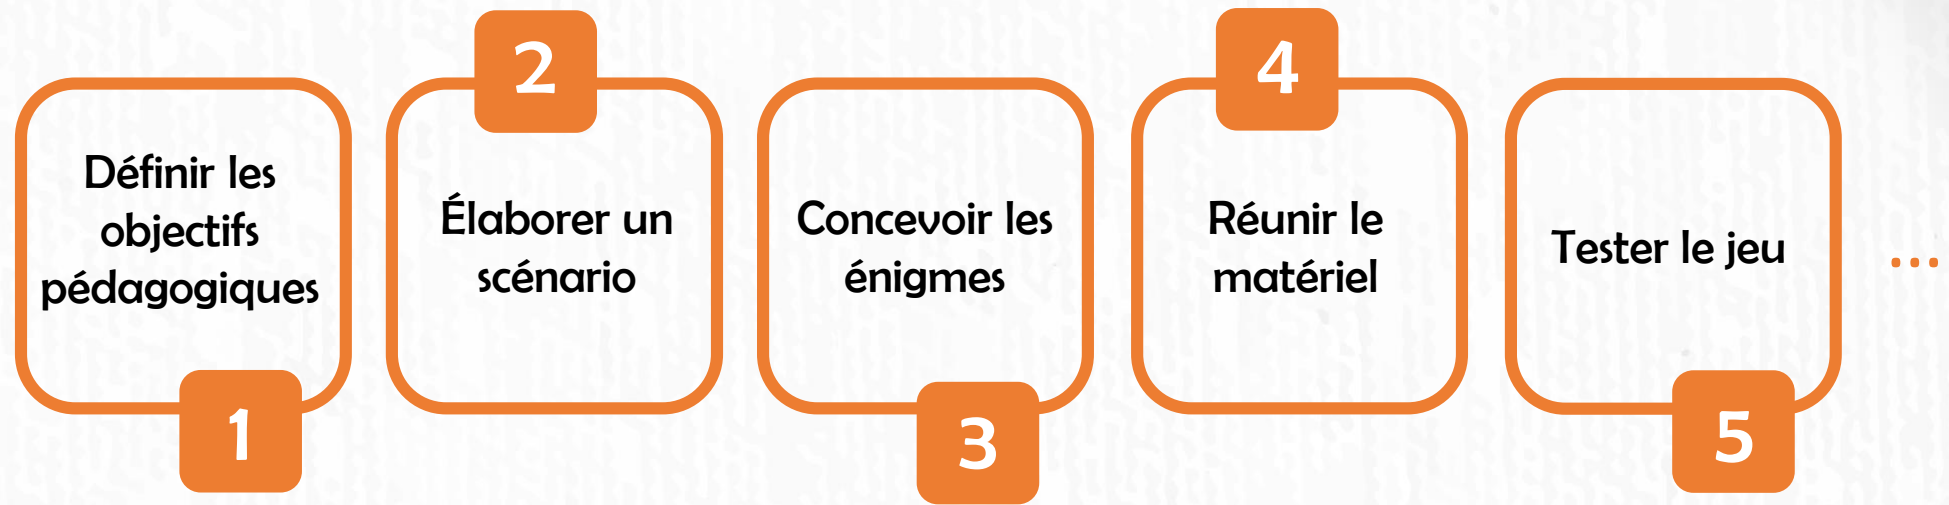 Définir les
objectifs
pédagogiques
1
2
Élaborer un
scénario
Concevoir les
énigmes
3
4
Réunir le
matériel
Tester le jeu
5
...